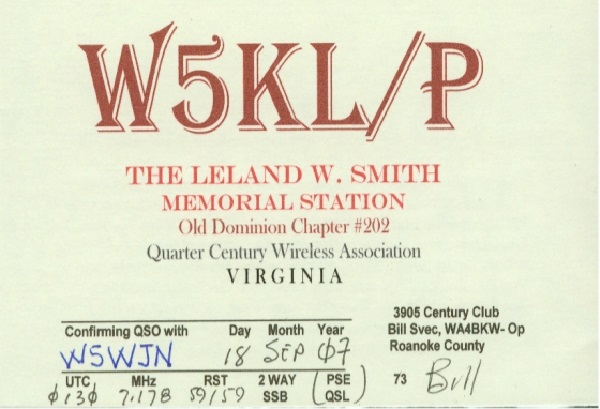 W5KL/P
THE LELAND W. SMITH
MEMORIAL STATION
Old Dominion Chapter #202
Quarter Century Wireless Association
VIRGINIA
Confirming QSO with Day Month Year
W5WJN 18 SEP 07
UTC MHz RST 2 WAY PSE
0130 7.178 59/59 SSB QSL
3905 Century Club
Bill Svec, WA4BKW- Op
Roanoke County
73 Bill